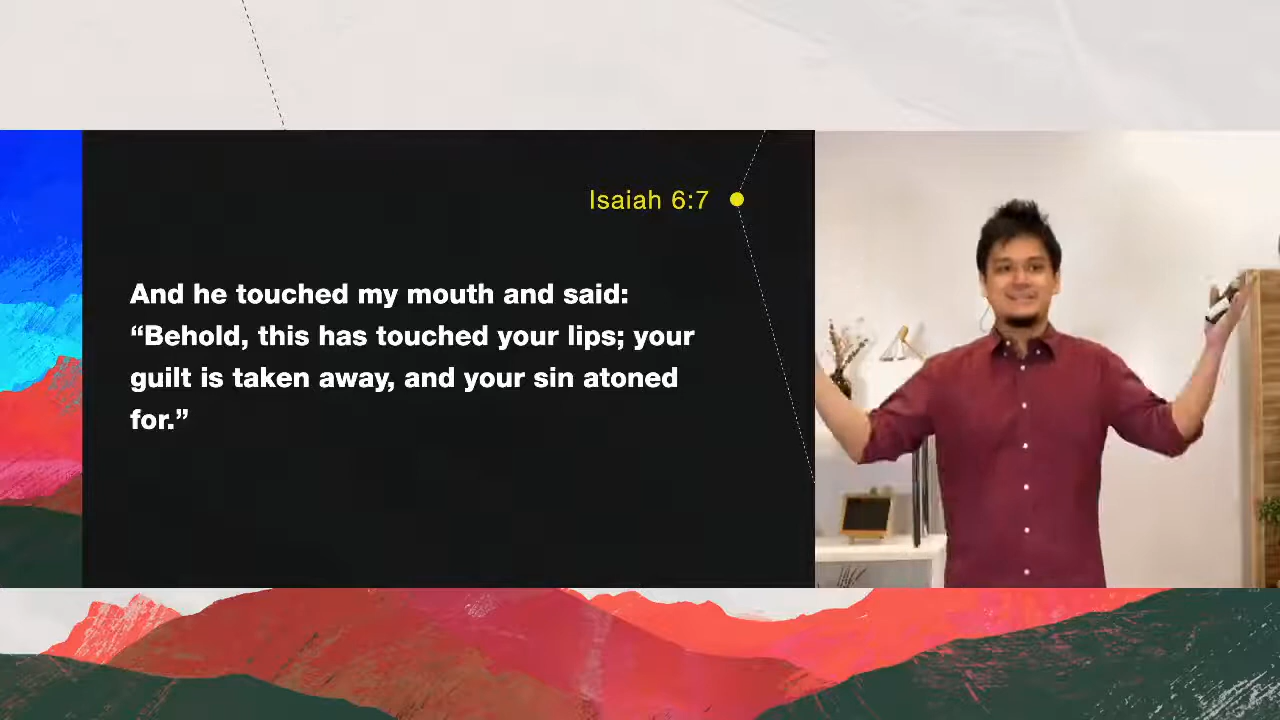 Isaiah 6:7
And he touched my mouth and said:
“Behold, this has touched your lips; your
guilt is taken away, and your sin atoned
for.”